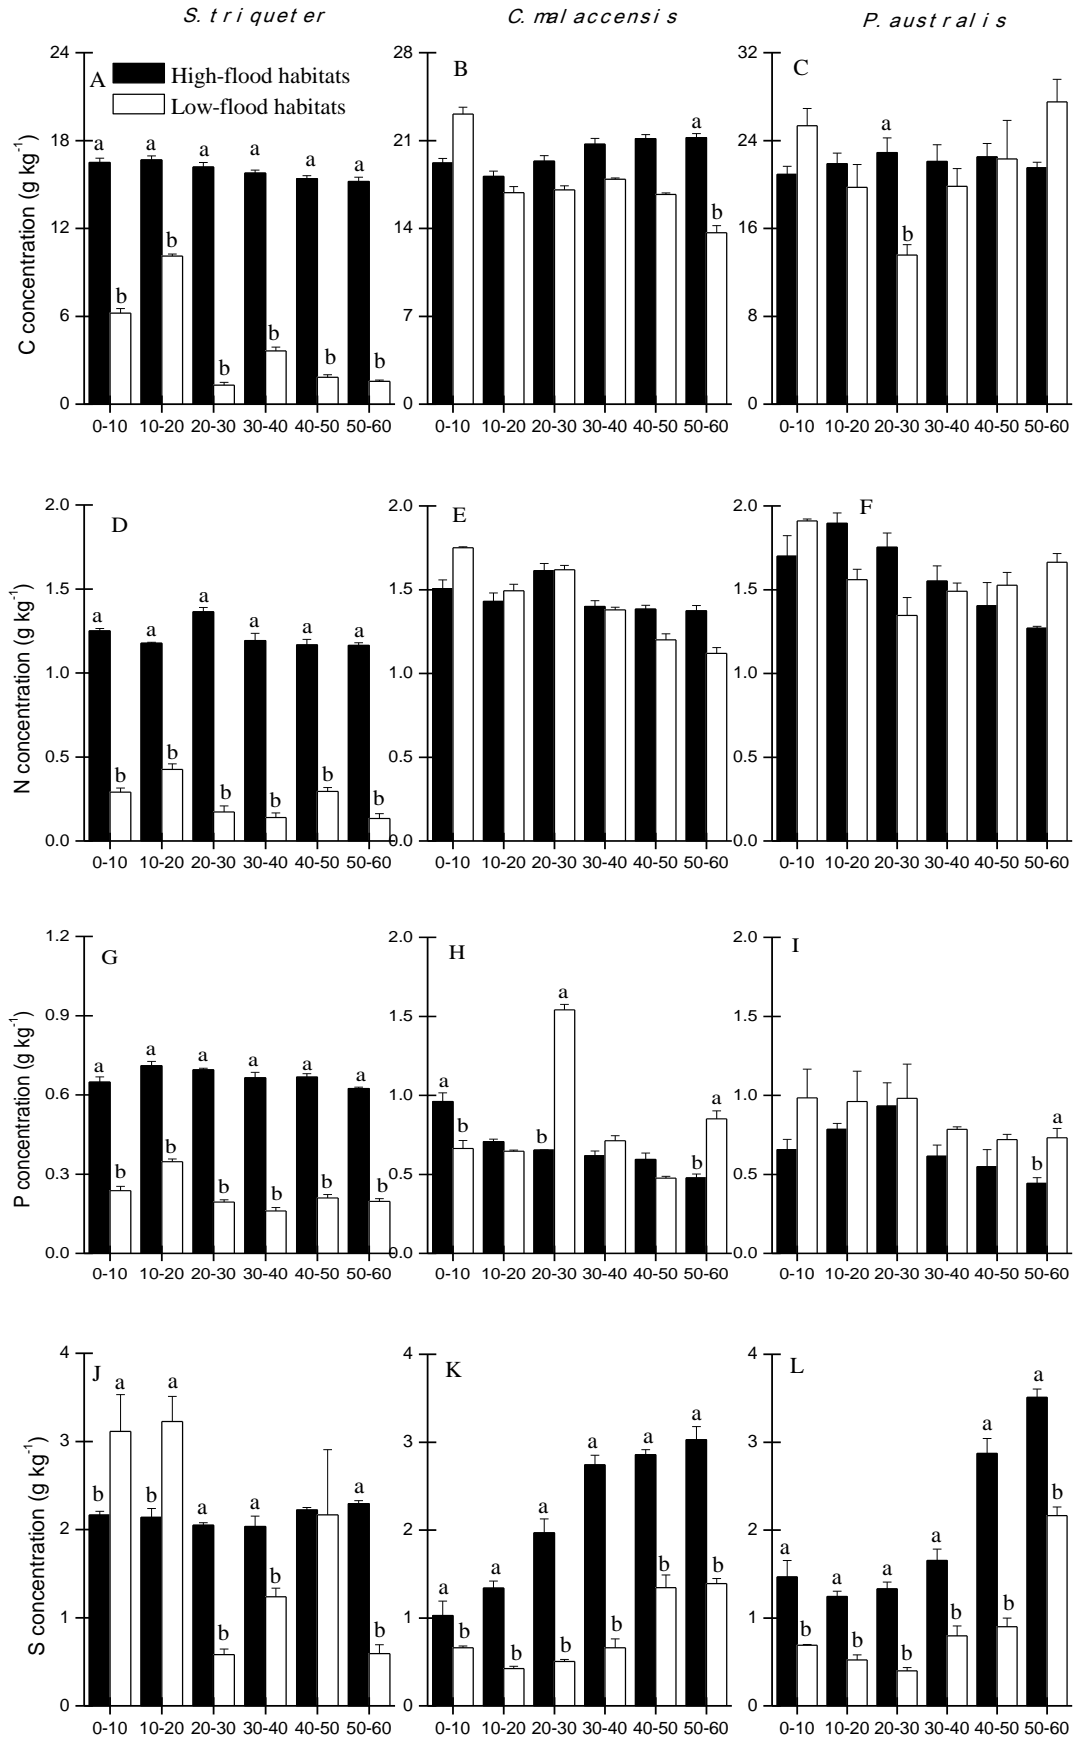 S. triqueter C. malaccensis P. australis
24 28 32
A High-flood habitats B C
Low-flood habitats
a a a a a a a a
18 21 24
C concentration (g kg-1)
12 14 16
b b b b b b b b
6 7 8
0 0 0
0-10 10-20 20-30 30-40 40-50 50-60 0-10 10-20 20-30 30-40 40-50 50-60 0-10 10-20 20-30 30-40 40-50 50-60
2.0 2.0 2.0
D E F
1.5 1.5 1.5
a a a a a a
N concentration (g kg-1)
1.0 1.0 1.0
0.5 0.5 0.5
b b b b b b
0.0 0.0 0.0
0-10 10-20 20-30 30-40 40-50 50-60 0-10 10-20 20-30 30-40 40-50 50-60 0-10 10-20 20-30 30-40 40-50 50-60
1.2 2.0 2.0
G H I
0.9 1.5 1.5
a a a a a a a a a a
P concentration (g kg-1)
0.6 1.0 1.0
0.3 0.5 0.5
b b b b b b b b b b
0.0 0.0 0.0
0-10 10-20 20-30 30-40 40-50 50-60 0-10 10-20 20-30 30-40 40-50 50-60 0-10 10-20 20-30 30-40 40-50 50-60
4 4 4
J K L
a a a a a a a a a a a a a a a a a
3 3 3
S concentration (g kg-1)
2 2 2
b b b b b b b b b b b b b b b b b
1 1 1
0 0 0
0-10 10-20 20-30 30-40 40-50 50-60 0-10 10-20 20-30 30-40 40-50 50-60 0-10 10-20 20-30 30-40 40-50 50-60